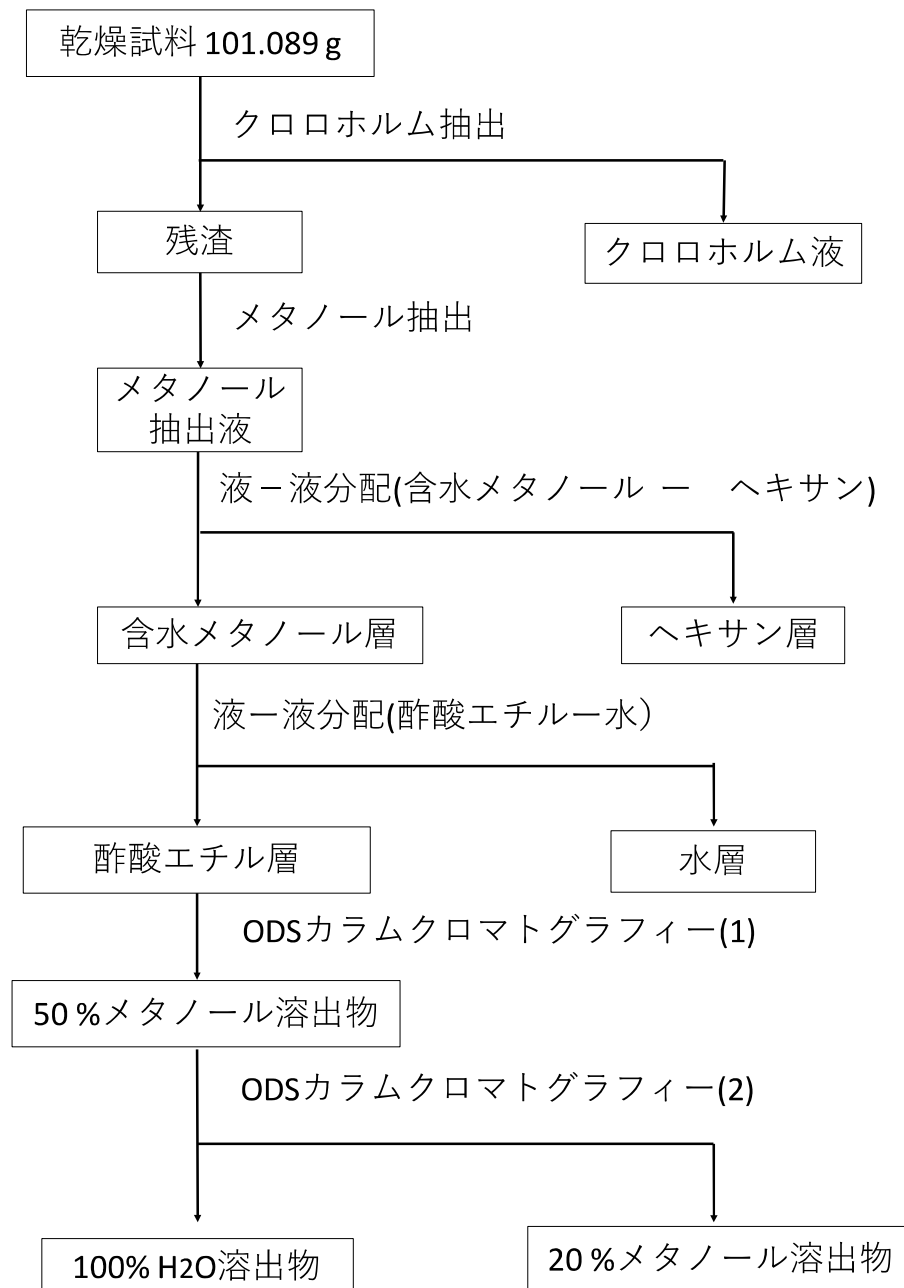 乾燥試料 101.089 g
クロロホルム抽出
残渣
クロロホルム液
メタノール抽出
メタノール
抽出液
液－液分配(含水メタノール ー　ヘキサン)
含水メタノール層
ヘキサン層
液ー液分配(酢酸エチルー水）
酢酸エチル層
水層
ODSカラムクロマトグラフィー(1)
50 %メタノール溶出物
ODSカラムクロマトグラフィー(2)
100% H2O溶出物
20 %メタノール溶出物